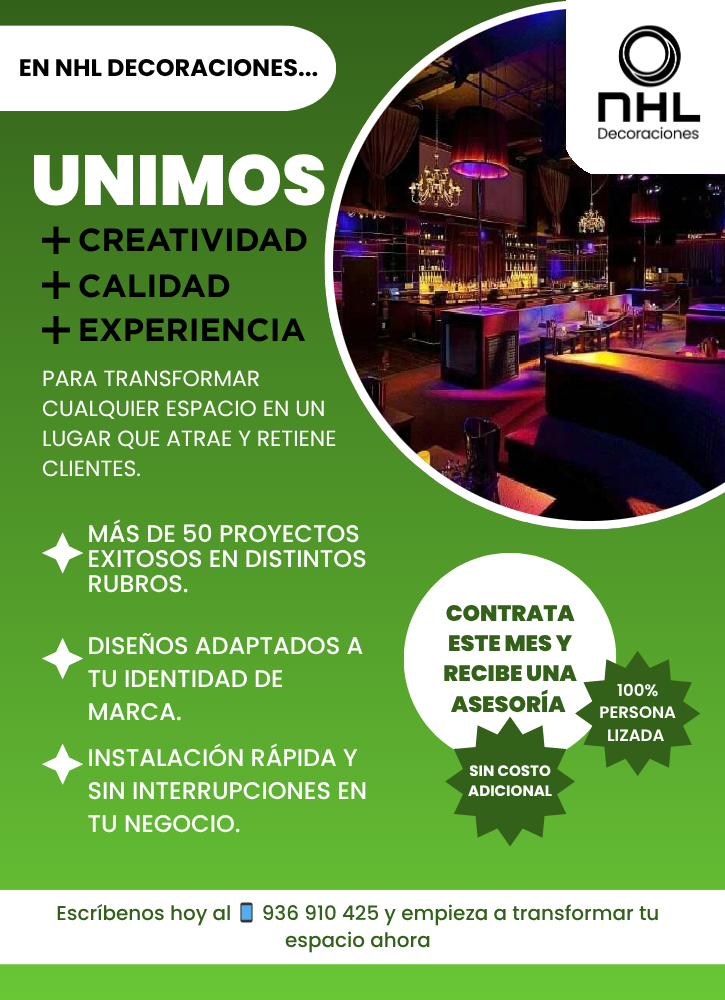 EN NHL DECORACIONES...
nHL
Decoraciones
UNIMOS
+ CREATIVIDAD
+ CALIDAD
+ EXPERIENCIA
PARA TRANSFORMAR
CUALQUIER ESPACIO EN UN
LUGAR QUE ATRAE Y RETIENE
CLIENTES.
MÁS DE 50 PROYECTOS
EXITOSOS EN DISTINTOS
RUBROS.
DISEÑOS ADAPTADOS A
TU IDENTIDAD DE
MARCA.
INSTALACIÓN RÁPIDA Y
SIN INTERRUPCIONES EN
TU NEGOCIO.
CONTRATA
ESTE MES Y
RECIBE UNA
ASESORÍA
100%
PERSONA
LIZADA
SIN COSTO
ADICIONAL
Escríbenos hoy al 📱 936 910 425 y empieza a transformar tu
espacio ahora